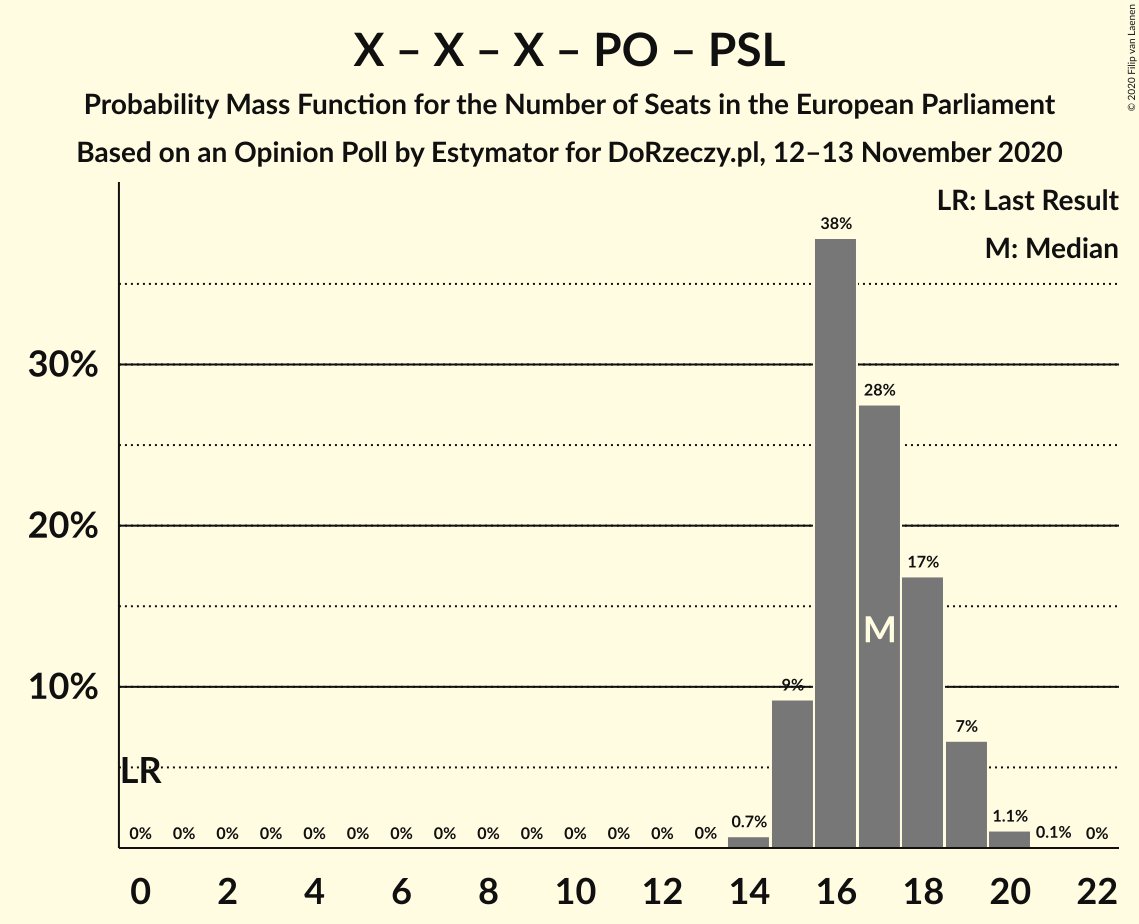 X – X – X – PO – PSL
Probability Mass Function for the Number of Seats in the European Parliament
Based on an Opinion Poll by Estymator for DoRzeczy.pl, 12–13 November 2020
© 2020 Filip van Laenen
LR: Last Result
M: Median
38%
30%
28%
20%
17%
M
10%
9%
7%
LR
0% 0% 0% 0% 0% 0% 0% 0% 0% 0% 0% 0% 0% 0% 0.7% 1.1% 0.1% 0%
0 2 4 6 8 10 12 14 16 18 20 22